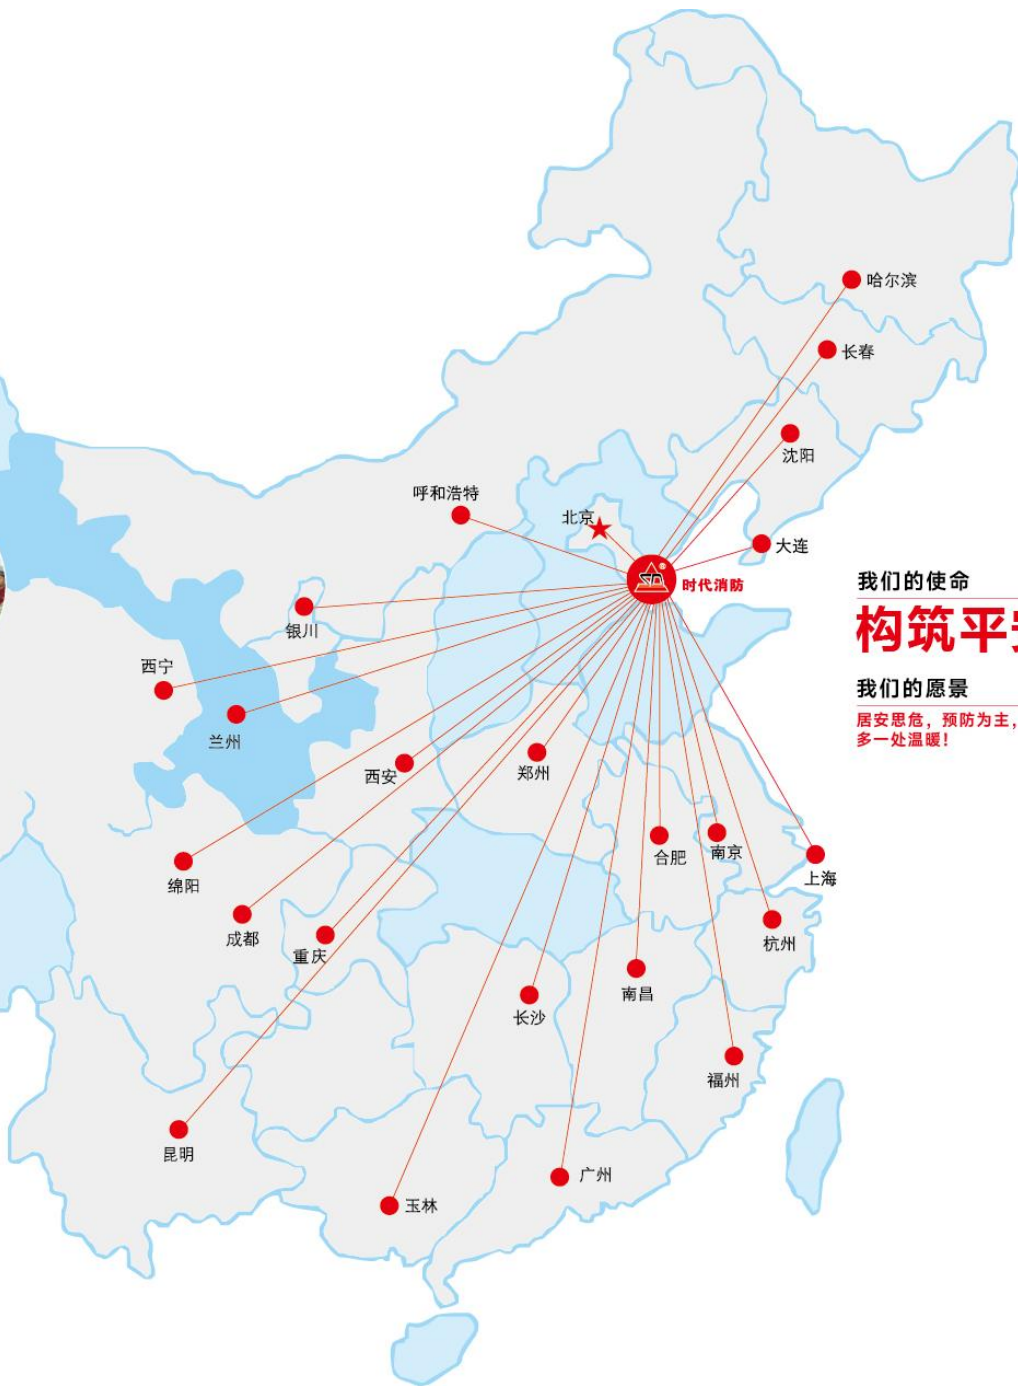 哈尔滨
长春
沈阳
呼和浩特
北京
大连
时代消防
我们的使命
构筑平
银川
西宁
我们的愿景
居安思危，预防为主，
多一处温暖！
兰州
西安
郑州
合肥
南京
上海
绵阳
成都
重庆
杭州
南昌
长沙
福州
昆明
广州
玉林